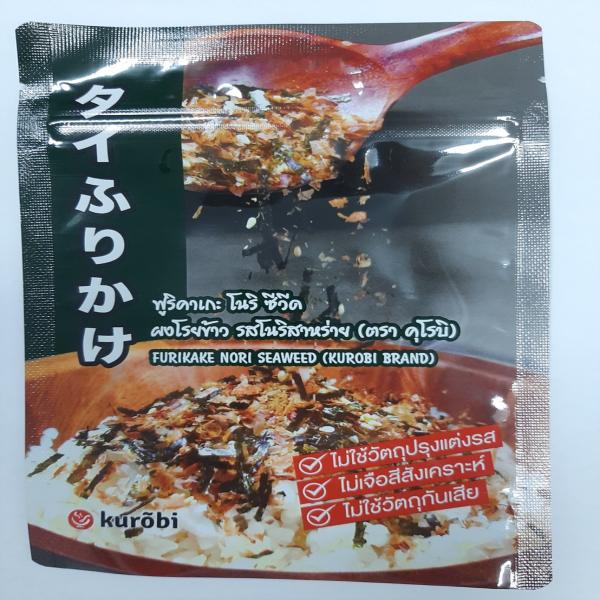 タイふりかけ
ฟูริคาเกะ โนริ ซีวีด
ผงโรยข้าว รสโนริสาหร่าย (ตรา คุโรบิ)
FURIKAKE NORI SEAWEED (KUROBI BRAND)
ไม่ใช้วัตถุปรุงแต่งรส
ไม่เจือสีสังเคราะห์
ไม่ใช้วัตถุกันเสีย
kurōbi